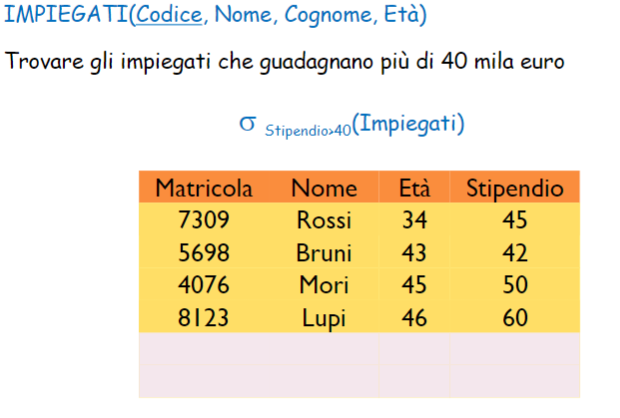 IMPIEGATI(Codice, Nome, Cognome, Età)
Trovare gli impiegati che guadagnano più di 40 mila euro
σ Stipendio>40(Impiegati)
Matricola Nome Età Stipendio
7309 Rossi 34 45
5698 Bruni 43 42
4076 Mori 45 50
8123 Lupi 46 60